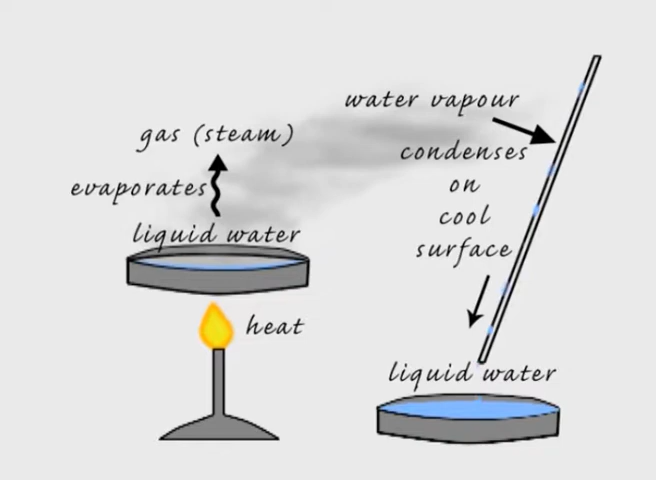 gas (steam)
evaporates
liquid water
heat
water vapour
condenses
on
cool
surface
liquid water